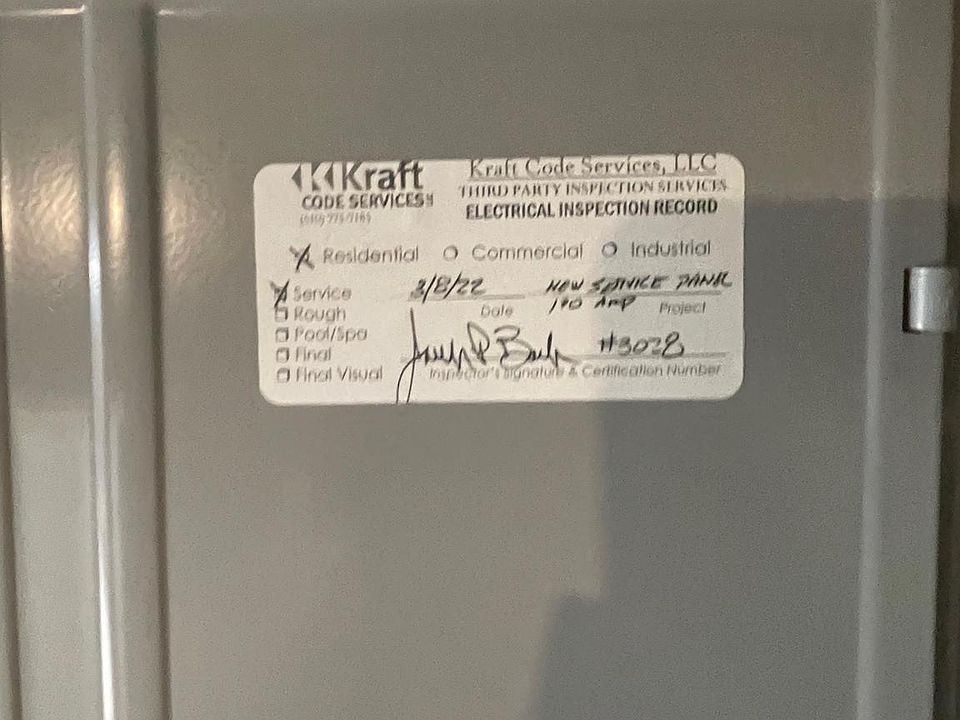 Kraft
CODE SERVICES
Kraft Code Services, LLC
THIRD PARTY INSPECTION SERVICES
ELECTRICAL INSPECTION RECORD
Residential Commercial Industrial
Service 3/8/22 NEW SERVICE PANEL
Rough Date AMP Project
Pool/Spa
Final #3028
Final Visual Inspector's Signature & Certification Number